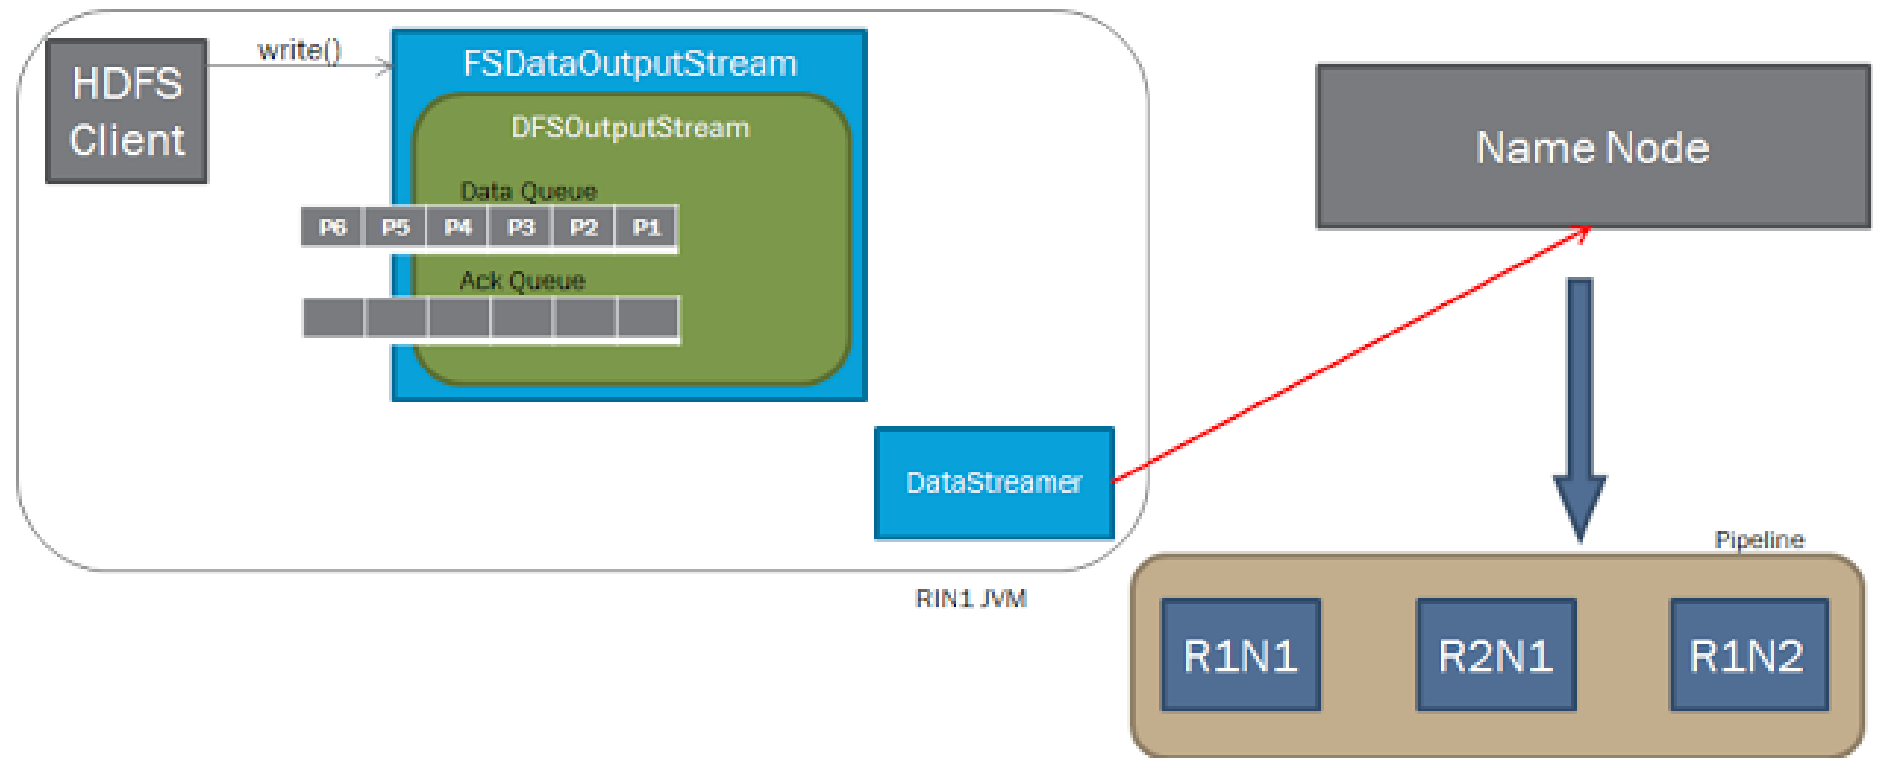 HDFS
Client
write()
FSDataOutputStream
DFSOutputStream
Data Queue
P6 P5 P4 P3 P2 P1
Ack Queue
DataStreamer
RIN1 JVM
Name Node
Pipeline
R1N1 R2N1 R1N2